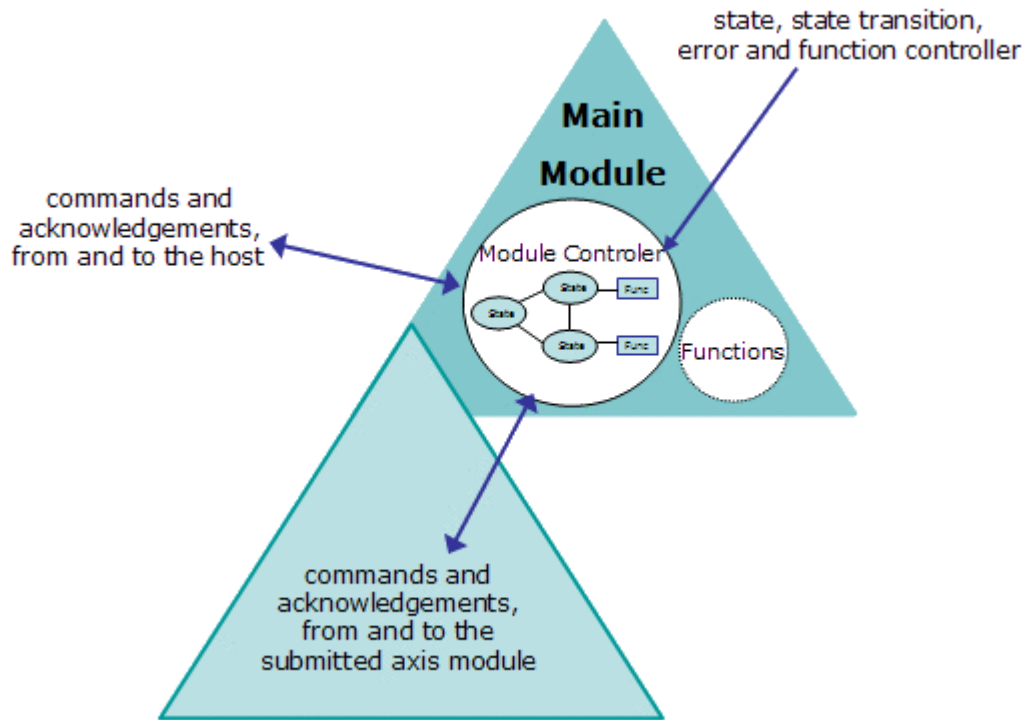 state, state transition,
error and function controller
Main
Module
commands and
acknowledgements,
from and to the host
Module Controler
State
Func
State
State
Func
Functions
commands and
acknowledgements,
from and to the
submitted axis module